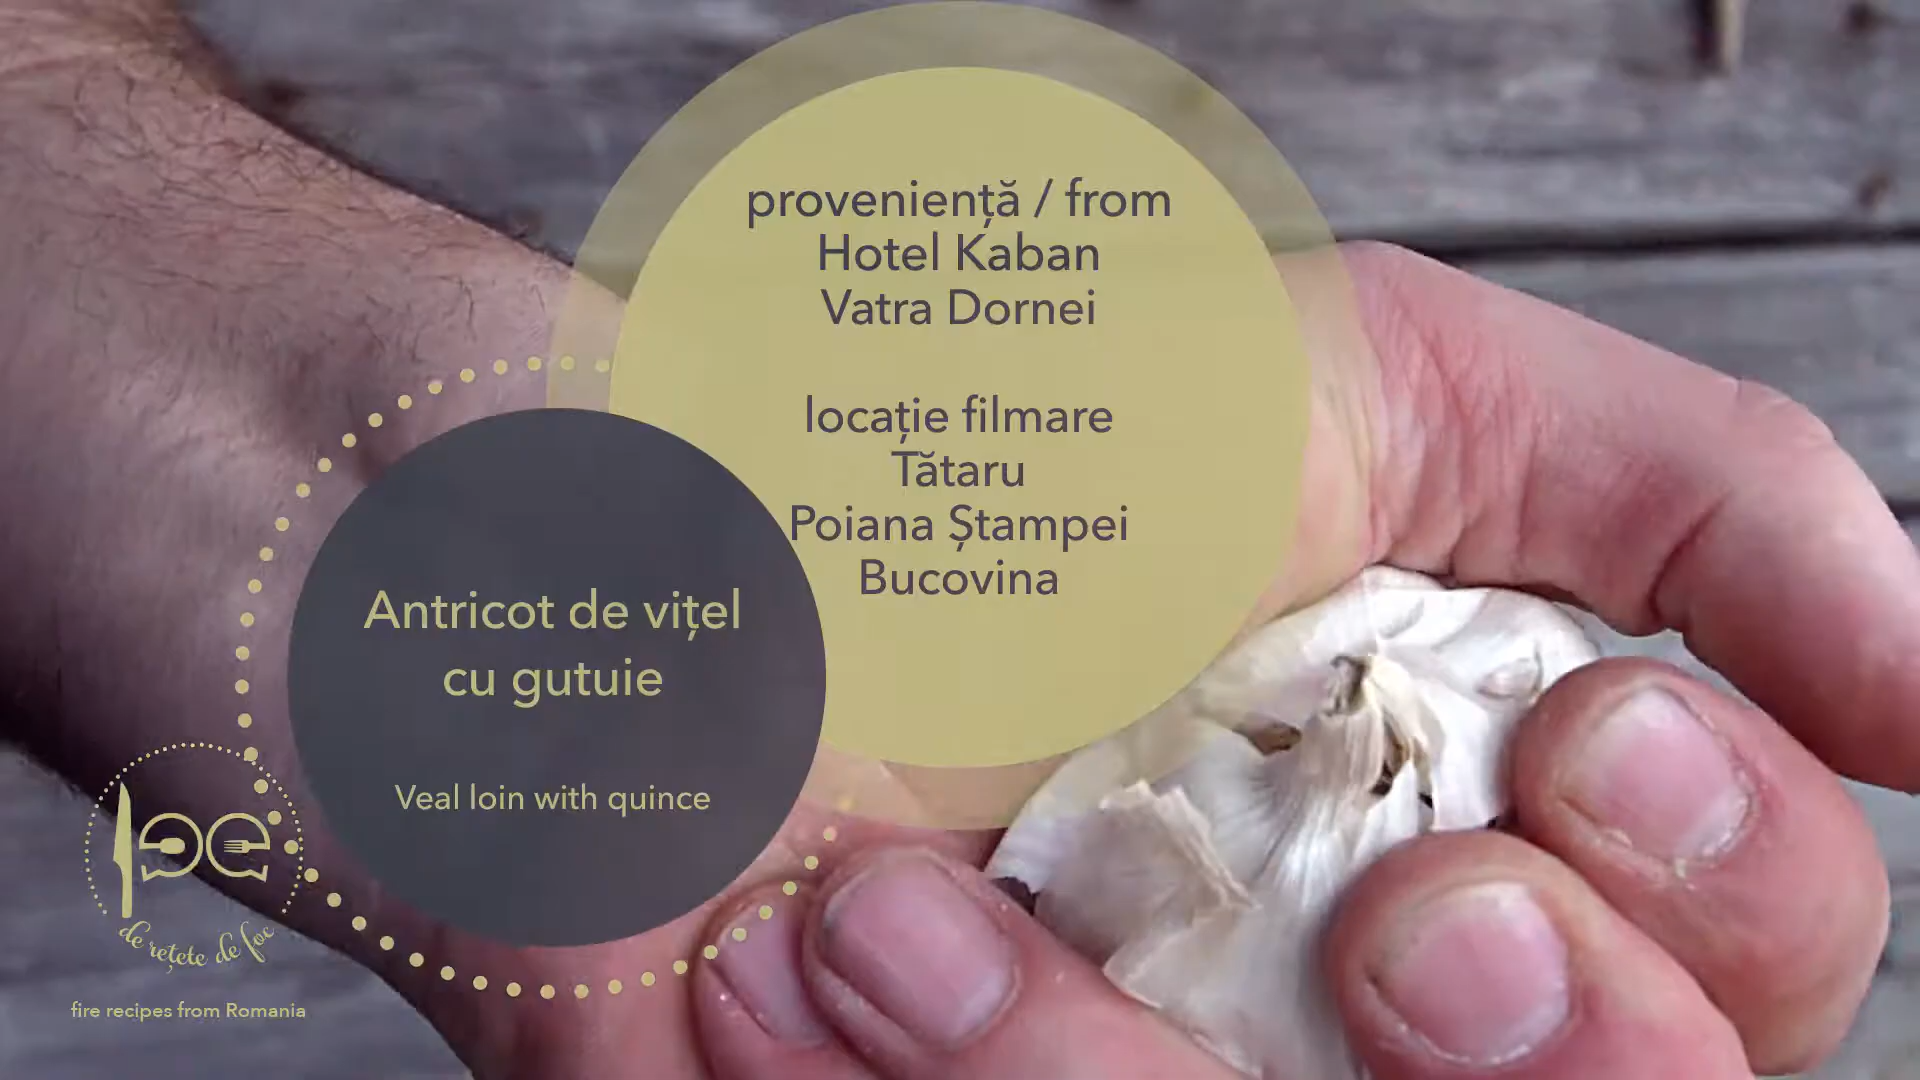 proveniență / from
Hotel Kaban
Vatra Dornei
locație filmare
Tătaru
Poiana Ștampei
Bucovina
Antricot de vițel
cu gutuie
Veal loin with quince
de rețete de foc
fire recipes from Romania